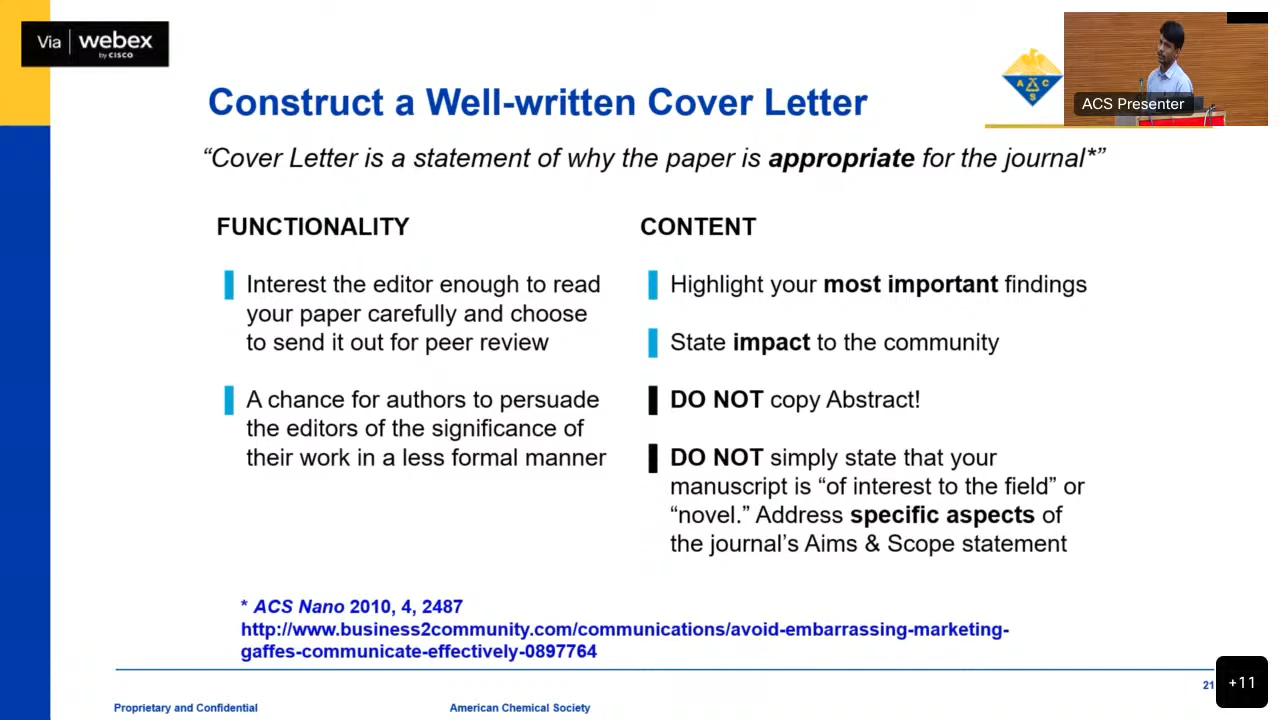 Via webex
by CISCO
Construct a Well-written Cover Letter
A C
S
ACS Presenter
“Cover Letter is a statement of why the paper is appropriate for the journal*”
FUNCTIONALITY
Interest the editor enough to read
your paper carefully and choose
to send it out for peer review
A chance for authors to persuade
the editors of the significance of
their work in a less formal manner
CONTENT
Highlight your most important findings
State impact to the community
DO NOT copy Abstract!
DO NOT simply state that your
manuscript is “of interest to the field” or
“novel.” Address specific aspects of
the journal’s Aims & Scope statement
* ACS Nano 2010, 4, 2487
http://www.business2community.com/communications/avoid-embarrassing-marketing-
gaffes-communicate-effectively-0897764
21
+11
Proprietary and Confidential
American Chemical Society